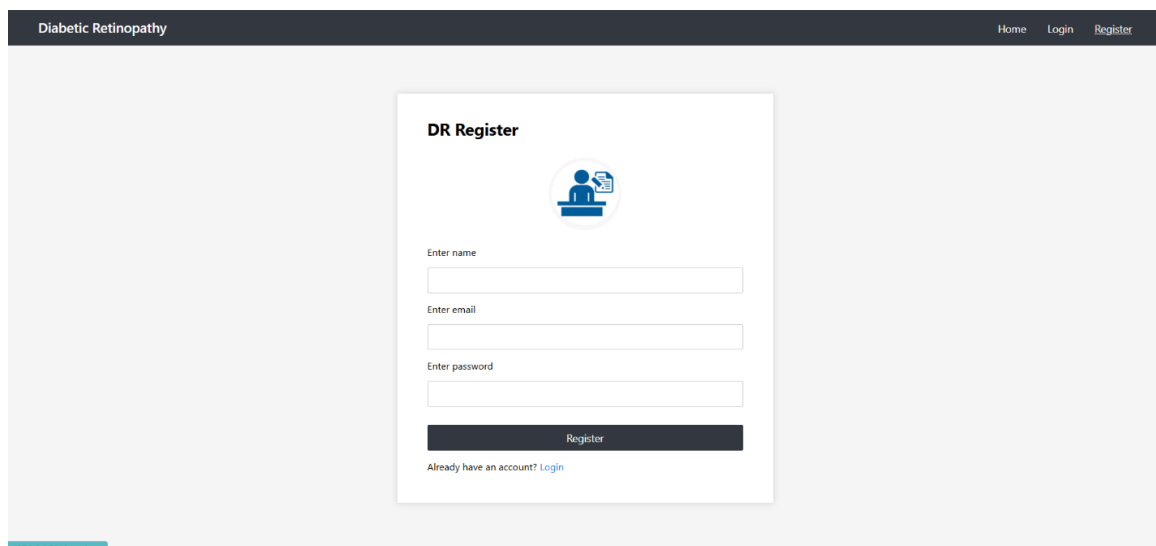 Diabetic Retinopathy
Home Login Register
DR Register
Enter name
Enter email
Enter password
Register
Already have an account? Login